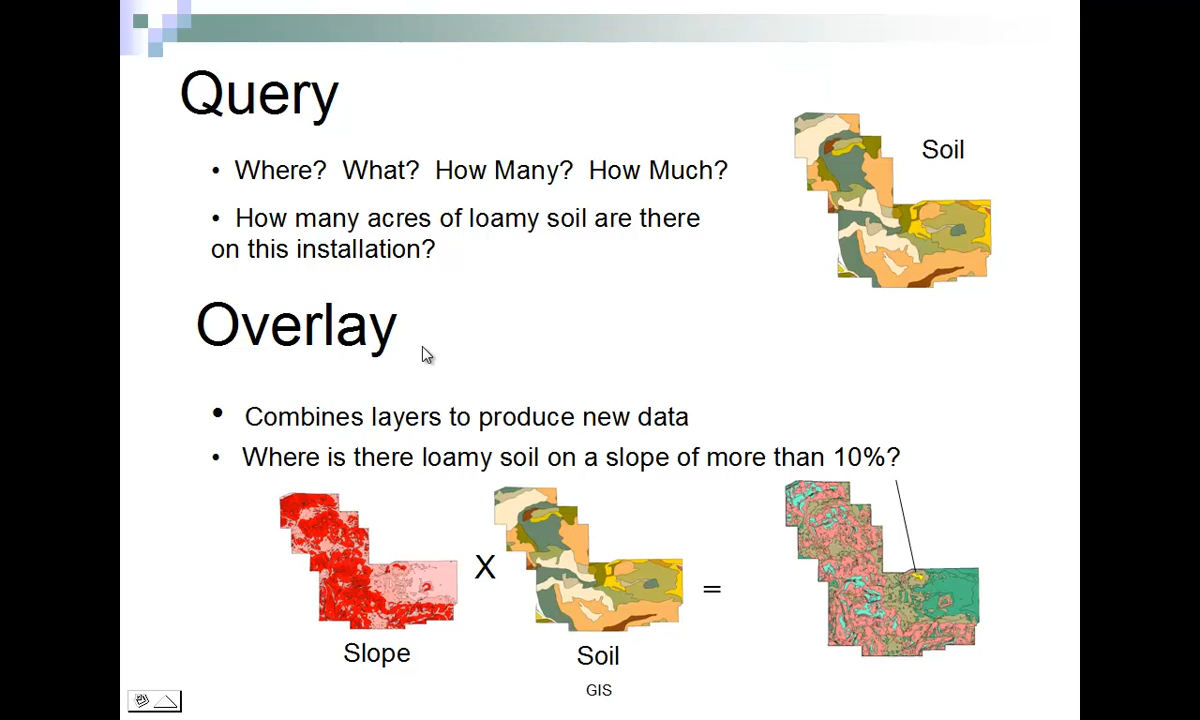 Query
Soil
• Where? What? How Many? How Much?
• How many acres of loamy soil are there
on this installation?
Overlay
• Combines layers to produce new data
• Where is there loamy soil on a slope of more than 10%?
X
=
Slope
Soil
GIS